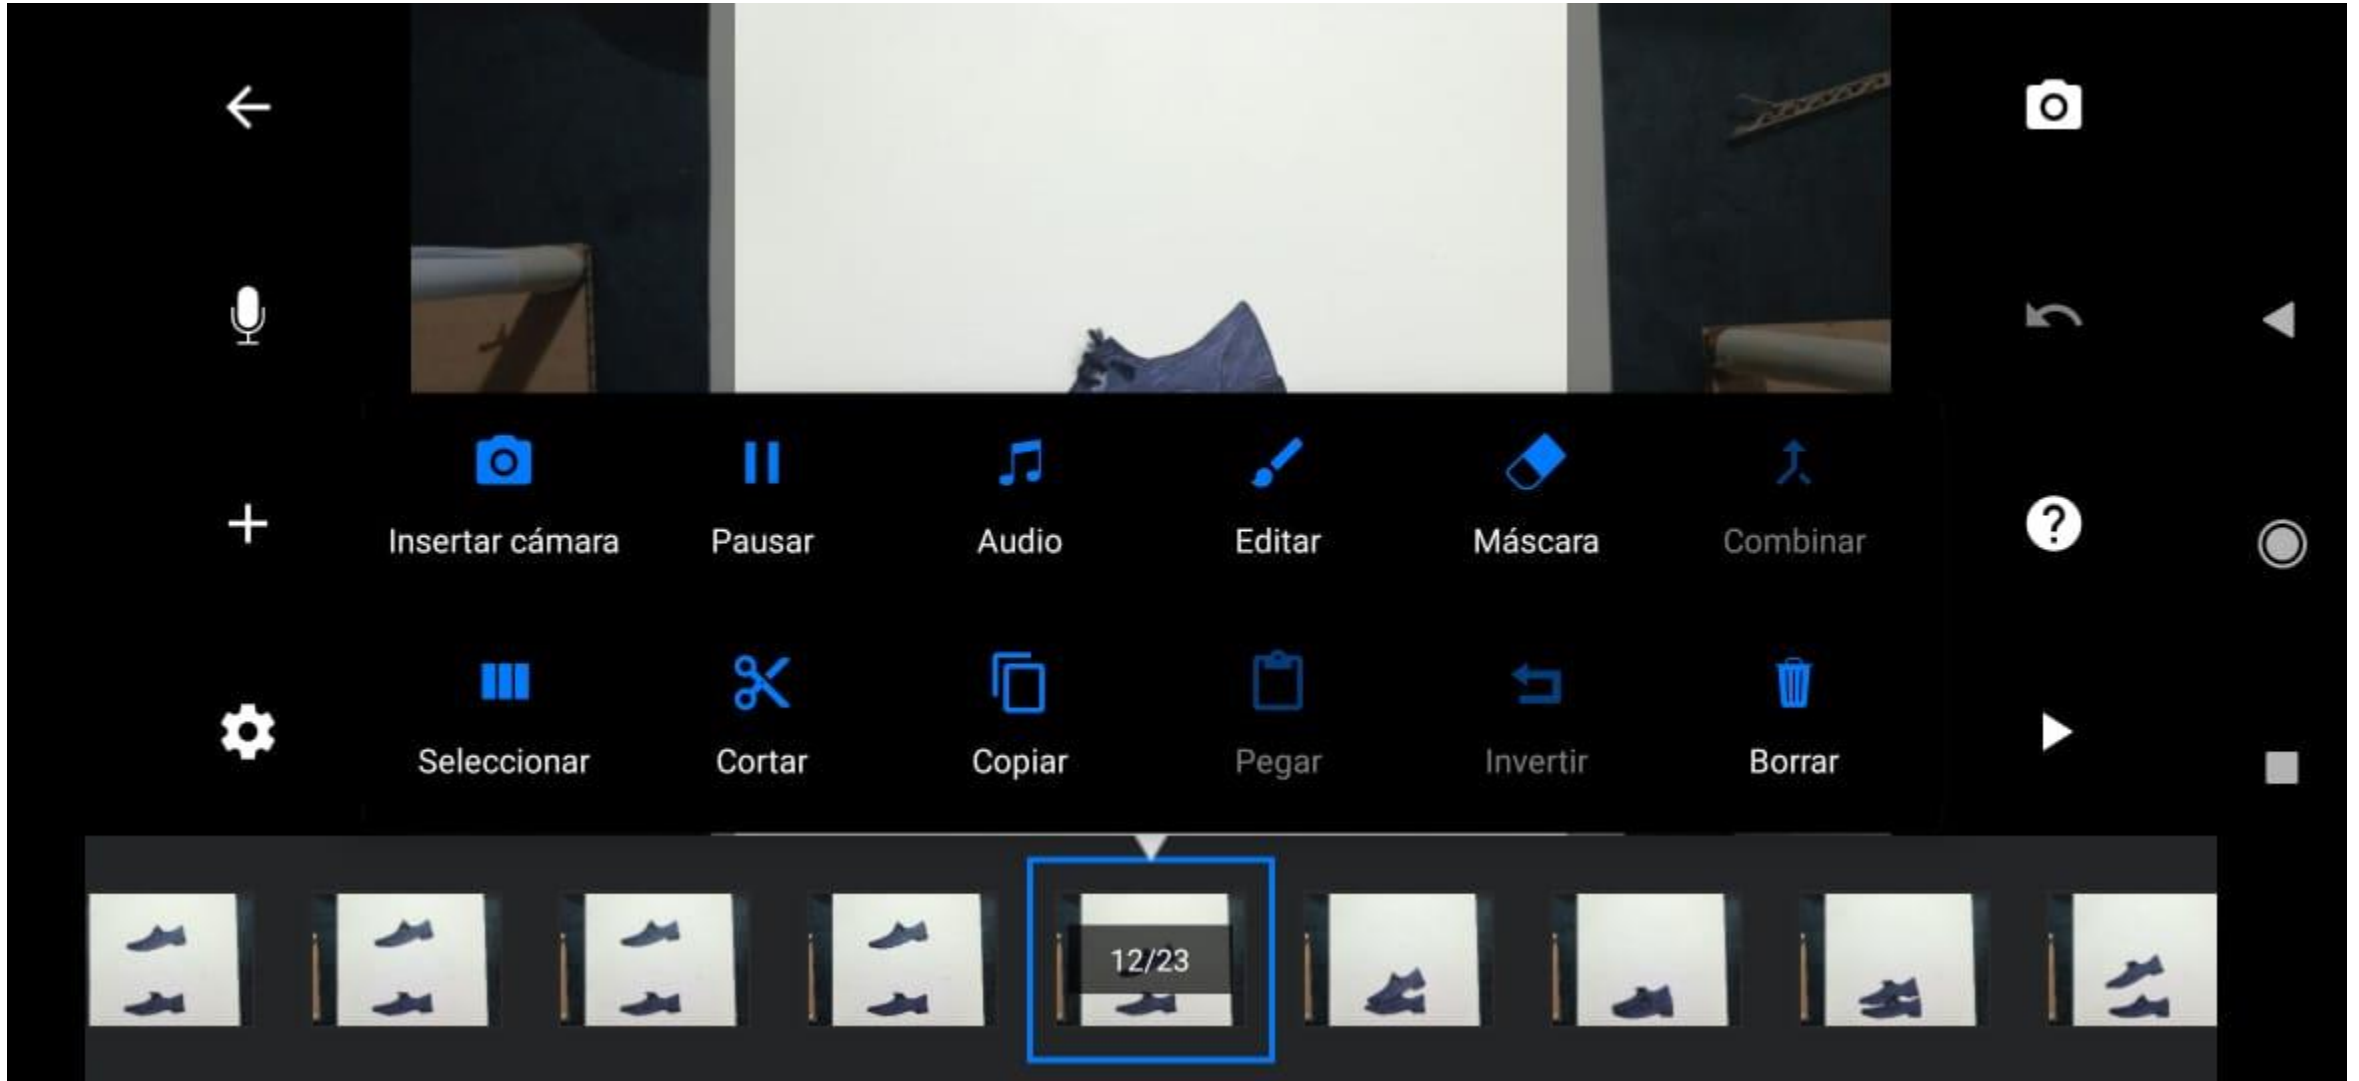 Insertar cámara
Pausar
Audio
Editar
Máscara
Combinar
Seleccionar
Cortar
Copiar
Pegar
Invertir
Borrar
12/23